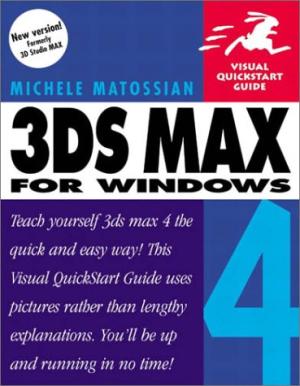 New version!
Formerly
3D Studio MAX
VISUAL
QUICKSTART
GUIDE
MICHELE MATOSSIAN
3DS MAX
FOR WINDOWS
4
Teach yourself 3ds max 4 the
quick and easy way! This
Visual QuickStart Guide uses
pictures rather than lengthy
explanations. You'll be up
and running in no time!